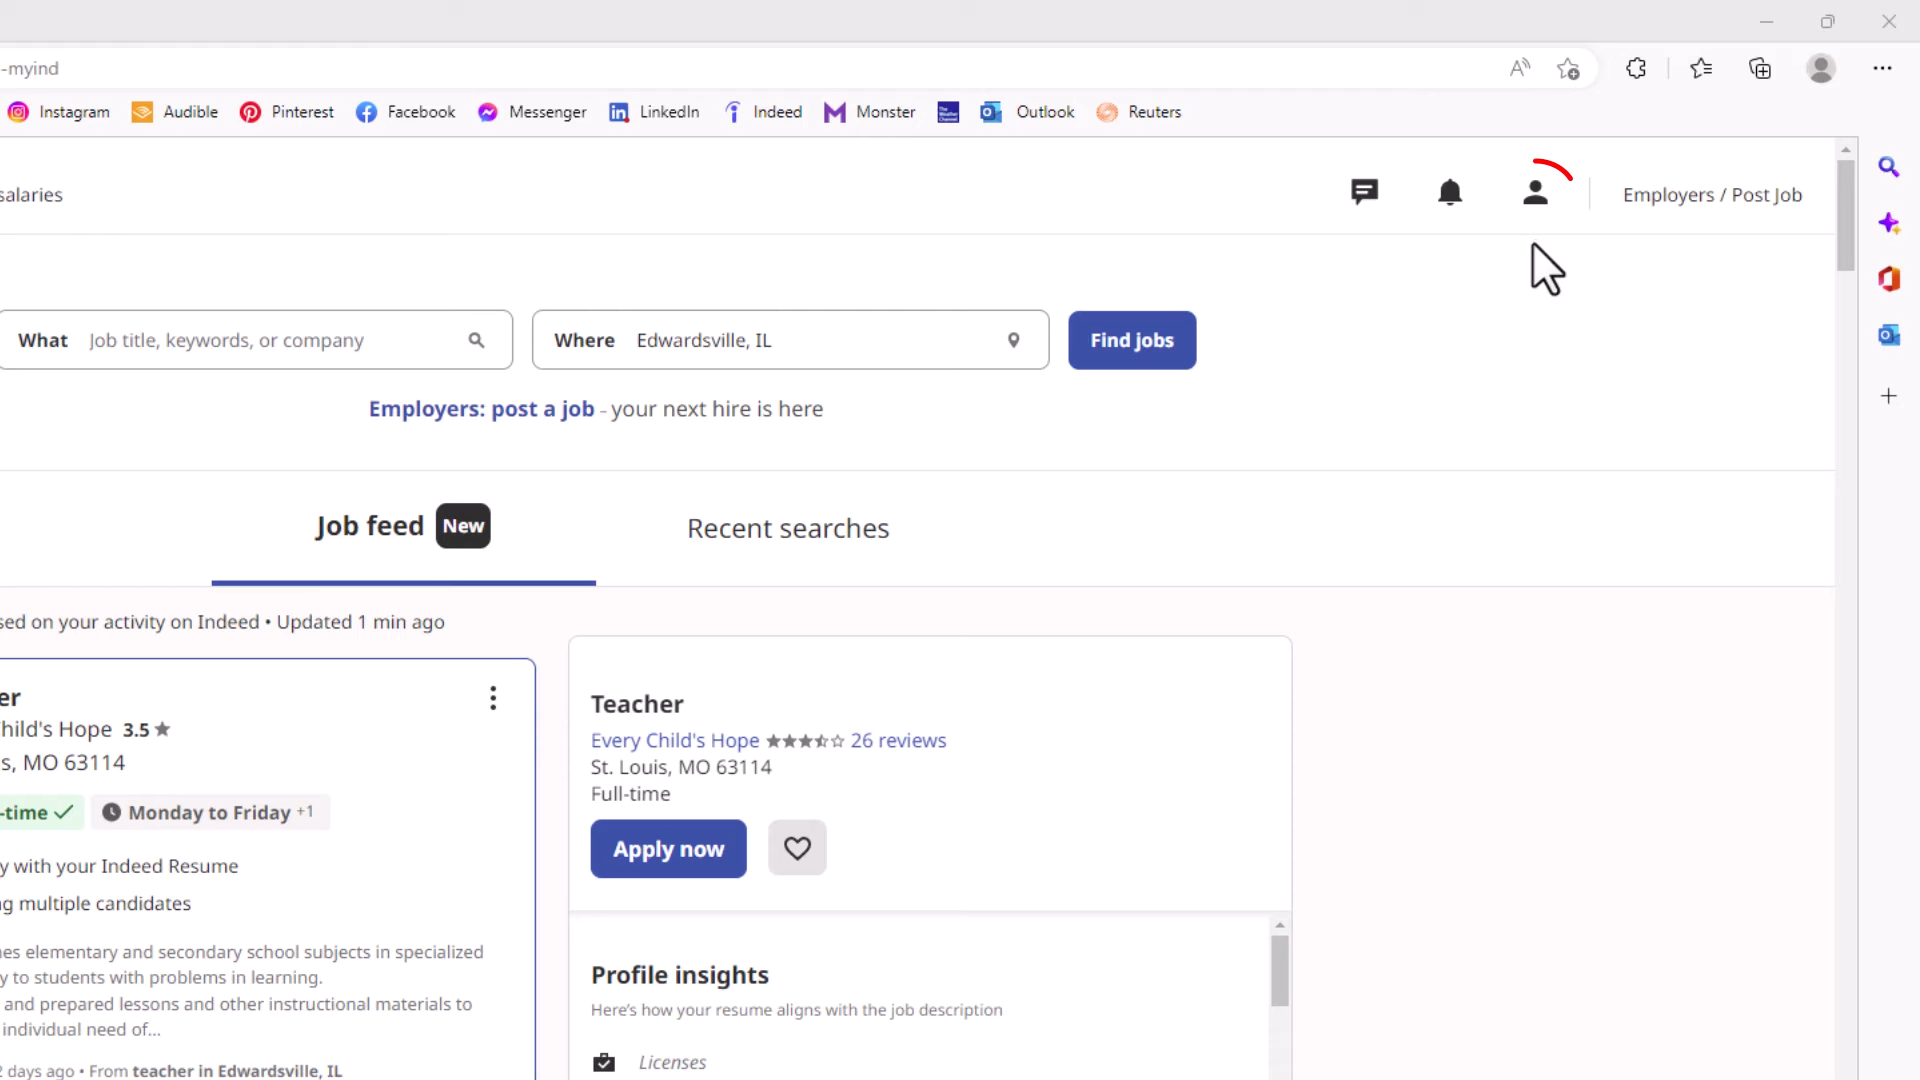 -myind
Instagram Audible Pinterest Facebook Messenger LinkedIn Indeed Monster Outlook Reuters
salaries
Employers / Post Job
What Job title, keywords, or company
Where Edwardsville, IL
Find jobs
Employers: post a job - your next hire is here
Job feed New
Recent searches
sed on your activity on Indeed • Updated 1 min ago
er
hild's Hope 3.5
s, MO 63114
-time
Monday to Friday +1
y with your Indeed Resume
g multiple candidates
es elementary and secondary school subjects in specialized
y to students with problems in learning.
and prepared lessons and other instructional materials to
individual need of...
2 days ago • From teacher in Edwardsville, IL
Teacher
Every Child's Hope 26 reviews
St. Louis, MO 63114
Full-time
Apply now
Profile insights
Here's how your resume aligns with the job description
Licenses